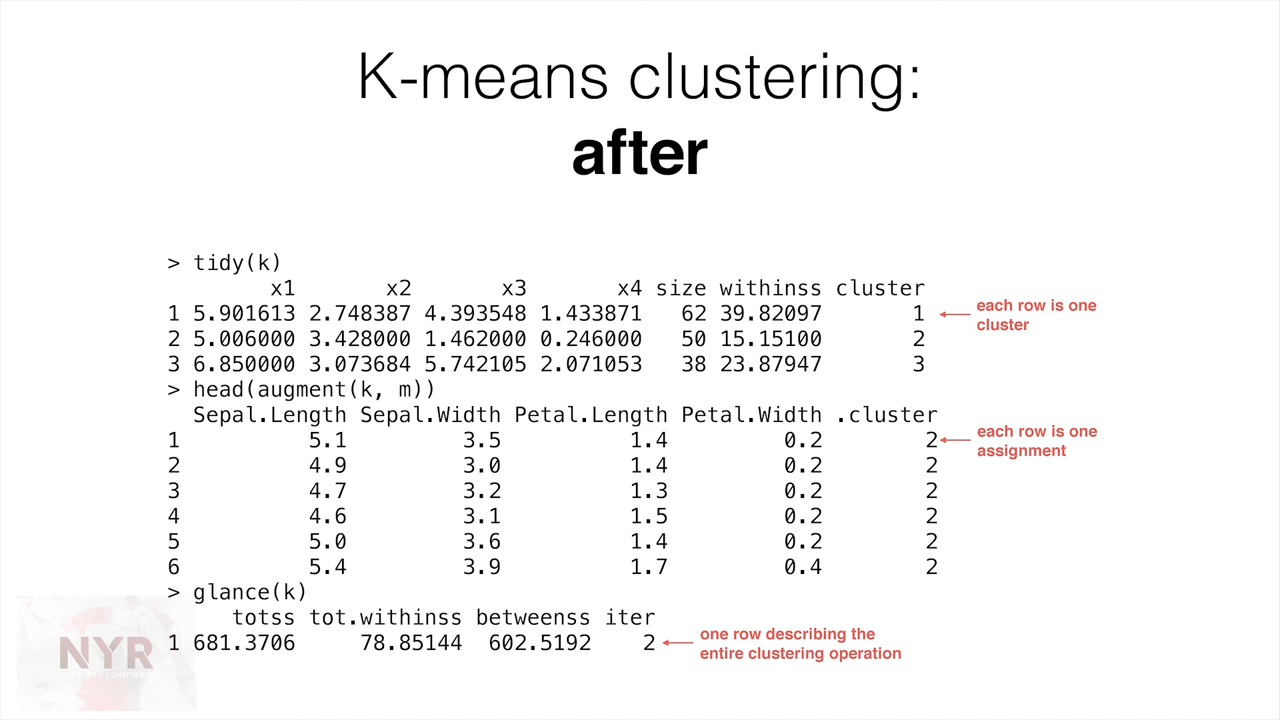 K-means clustering:
after
> tidy(k)
x1 x2 x3 x4 size withinss cluster
1 5.901613 2.748387 4.393548 1.433871 62 39.82097 1
2 5.006000 3.428000 1.462000 0.246000 50 15.15100 2
3 6.850000 3.073684 5.742105 2.071053 38 23.87947 3
each row is one
cluster
> head(augment(k, m))
Sepal.Length Sepal.Width Petal.Length Petal.Width .cluster
1 5.1 3.5 1.4 0.2 2
2 4.9 3.0 1.4 0.2 2
3 4.7 3.2 1.3 0.2 2
4 4.6 3.1 1.5 0.2 2
5 5.0 3.6 1.4 0.2 2
6 5.4 3.9 1.7 0.4 2
each row is one
assignment
> glance(k)
totss tot.withinss betweenss iter
1 681.3706 78.85144 602.5192 2
one row describing the
entire clustering operation
NYR